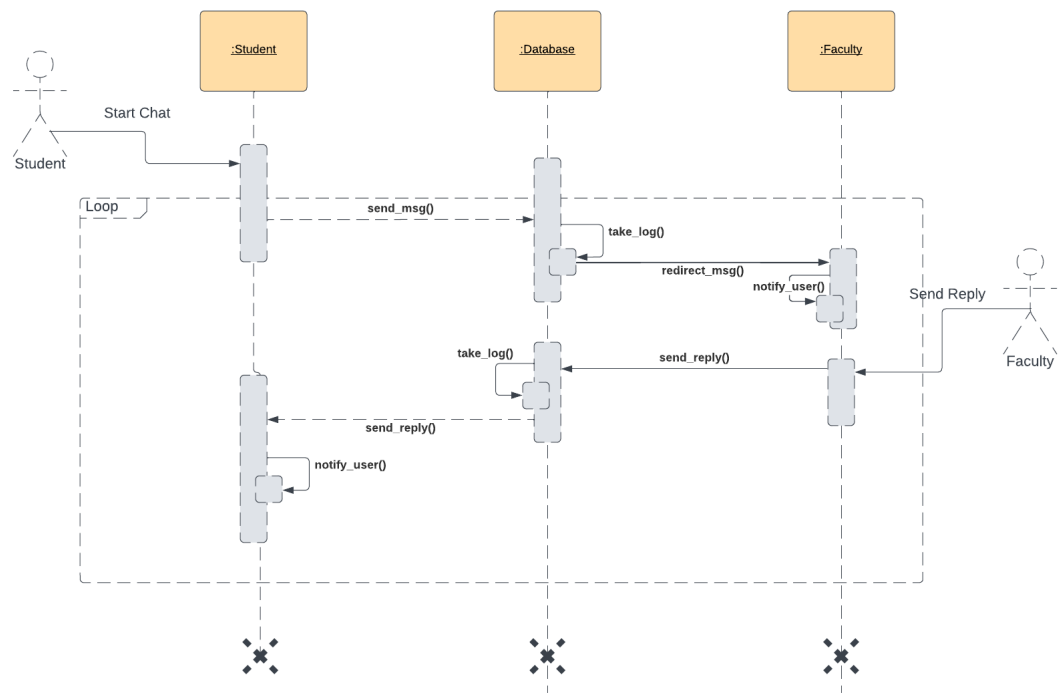 :Student
:Database
:Faculty
Start Chat
Student
Loop
send_msg()
take_log()
redirect_msg()
notify_user()
Send Reply
Faculty
take_log()
send_reply()
send_reply()
notify_user()